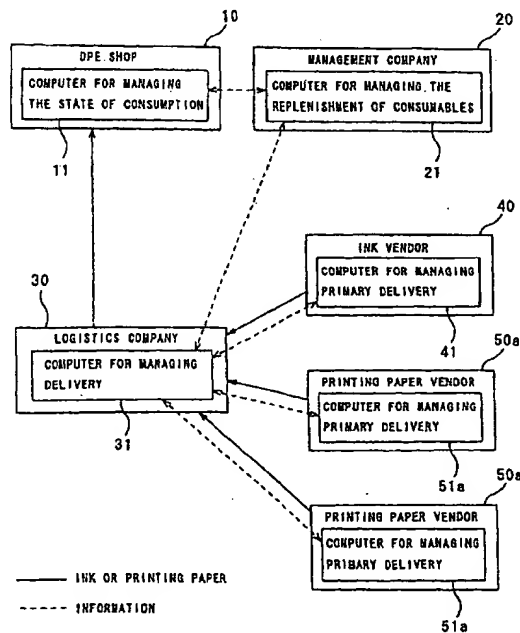 10
DPE.SHOP
COMPUTER FOR MANAGING
THE STATE OF CONSUMPTION
11
20
MANAGEMENT COMPANY
COMPUTER FOR MANAGING THE
REPLENISHMENT OF CONSUMABLES
21
40
INK VENDOR
COMPUTER FOR MANAGING
PRIMARY DELIVERY
41
30
LOGISTICS COMPANY
COMPUTER FOR MANAGING
DELIVERY
31
50a
PRINTING PAPER VENDOR
COMPUTER FOR MANAGING
PRIMARY DELIVERY
51a
50a
PRINTING PAPER VENDOR
COMPUTER FOR MANAGING
PRIMARY DELIVERY
51a
INK OR PRINTING PAPER
INFORMATION